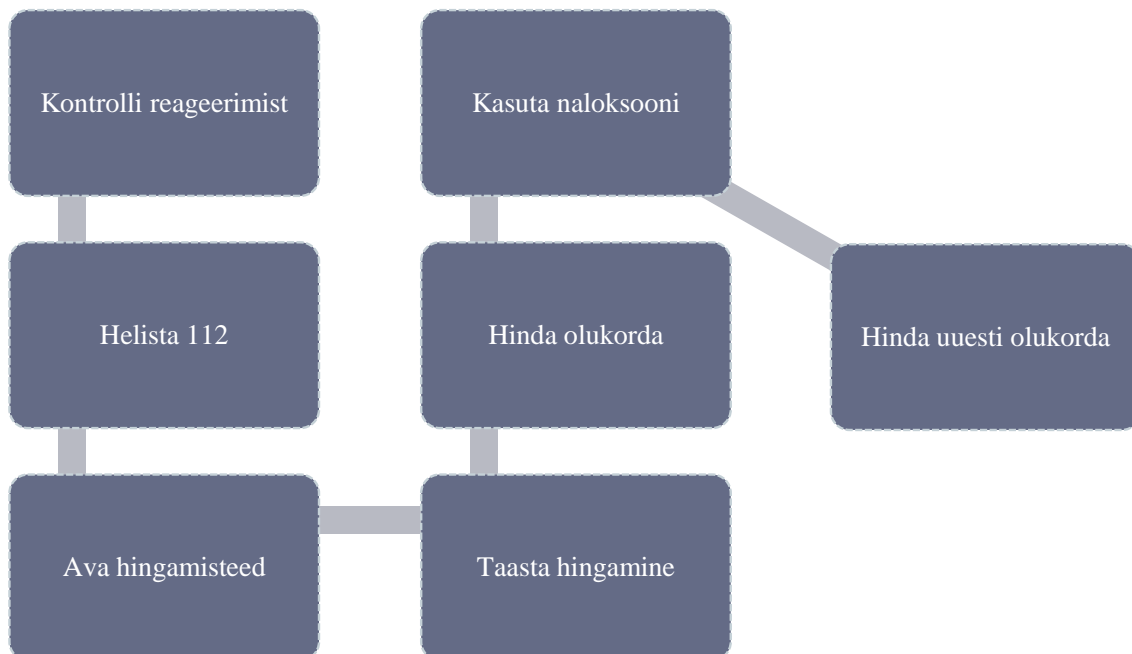 Kontrolli reageerimist
Helista 112
Ava hingamisteed
Taasta hingamine
Hinda olukorda
Kasuta naloksooni
Hinda uuesti olukorda